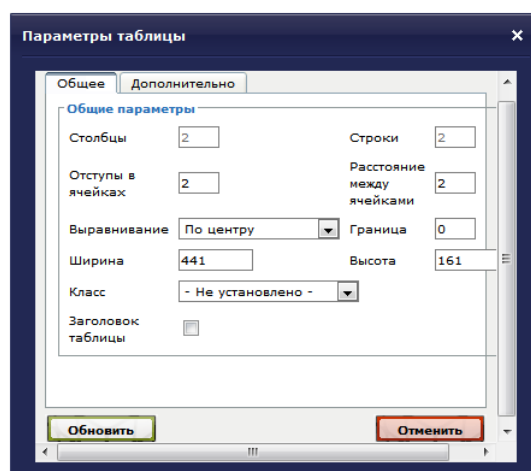 Параметры таблицы
Общее Дополнительно
Общие параметры
Столбцы 2 Строки 2
Отступы в ячейках 2 Расстояние между ячейками 2
Выравнивание По центру Граница 0
Ширина 441 Высота 161
Класс - Не установлено -
Заголовок таблицы
Обновить Отменить